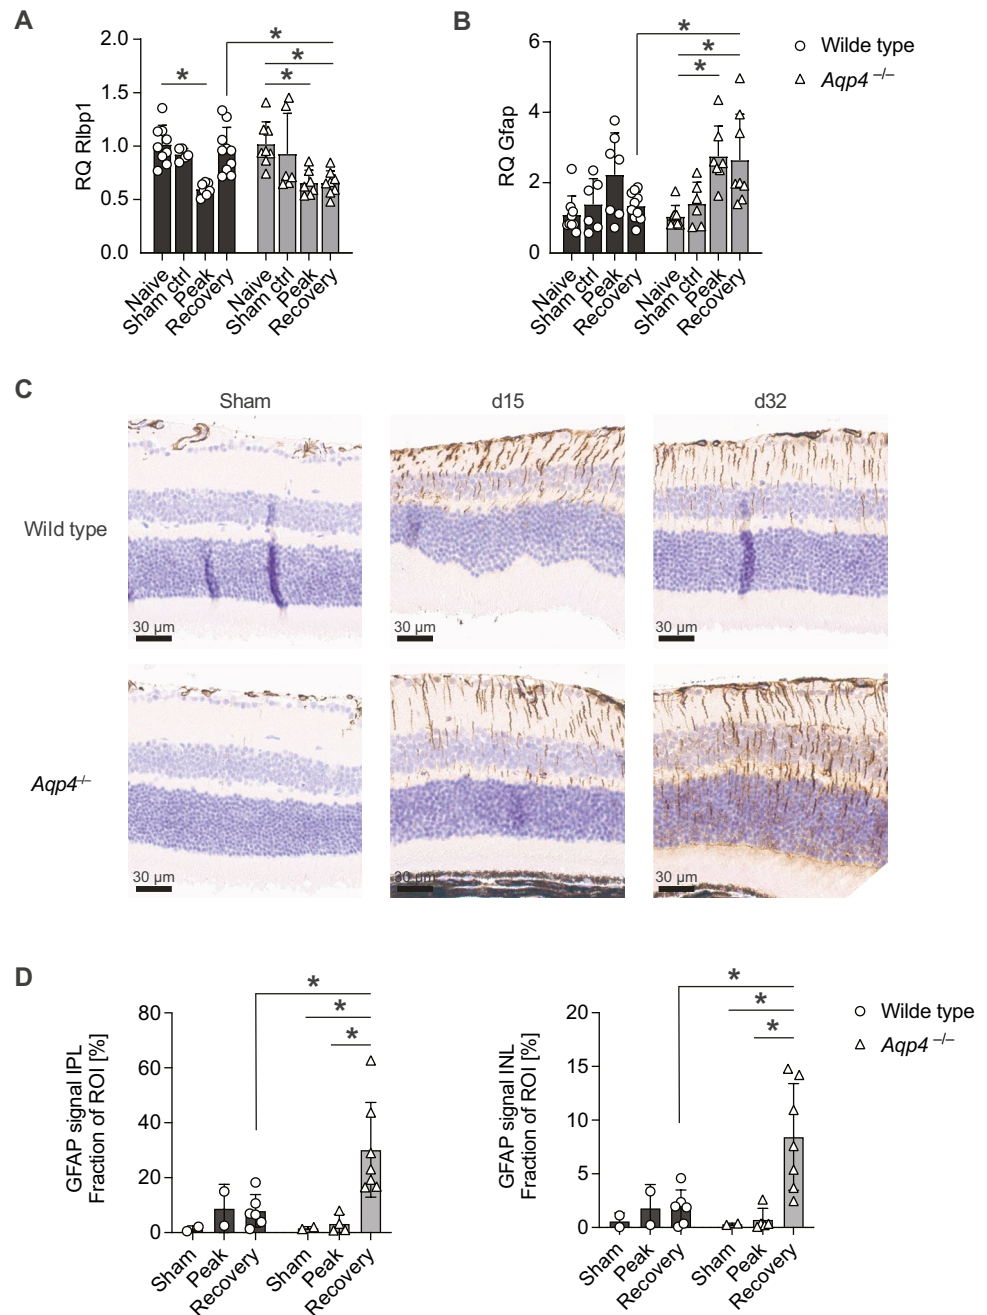 A
RQ Rlbp1
2.0
1.5
1.0
0.5
0.0
*
*
*
*
Naive
Sham ctrl
Peak
Recovery
Naive
Sham ctrl
Peak
Recovery
B
RQ Gfap
6
4
2
0
*
*
*
Naive
Sham ctrl
Peak
Recovery
Naive
Sham ctrl
Peak
Recovery
Wilde type
Aqp4 –/–
C
Sham
d15
d32
Wild type
30 µm
30 µm
30 µm
Aqp4–/–
30 µm
30 µm
30 µm
D
GFAP signal IPL
Fraction of ROI [%]
80
60
40
20
0
*
*
*
Sham
Peak
Recovery
Sham
Peak
Recovery
GFAP signal INL
Fraction of ROI [%]
20
15
10
5
0
*
*
*
Sham
Peak
Recovery
Sham
Peak
Recovery
Wilde type
Aqp4 –/–